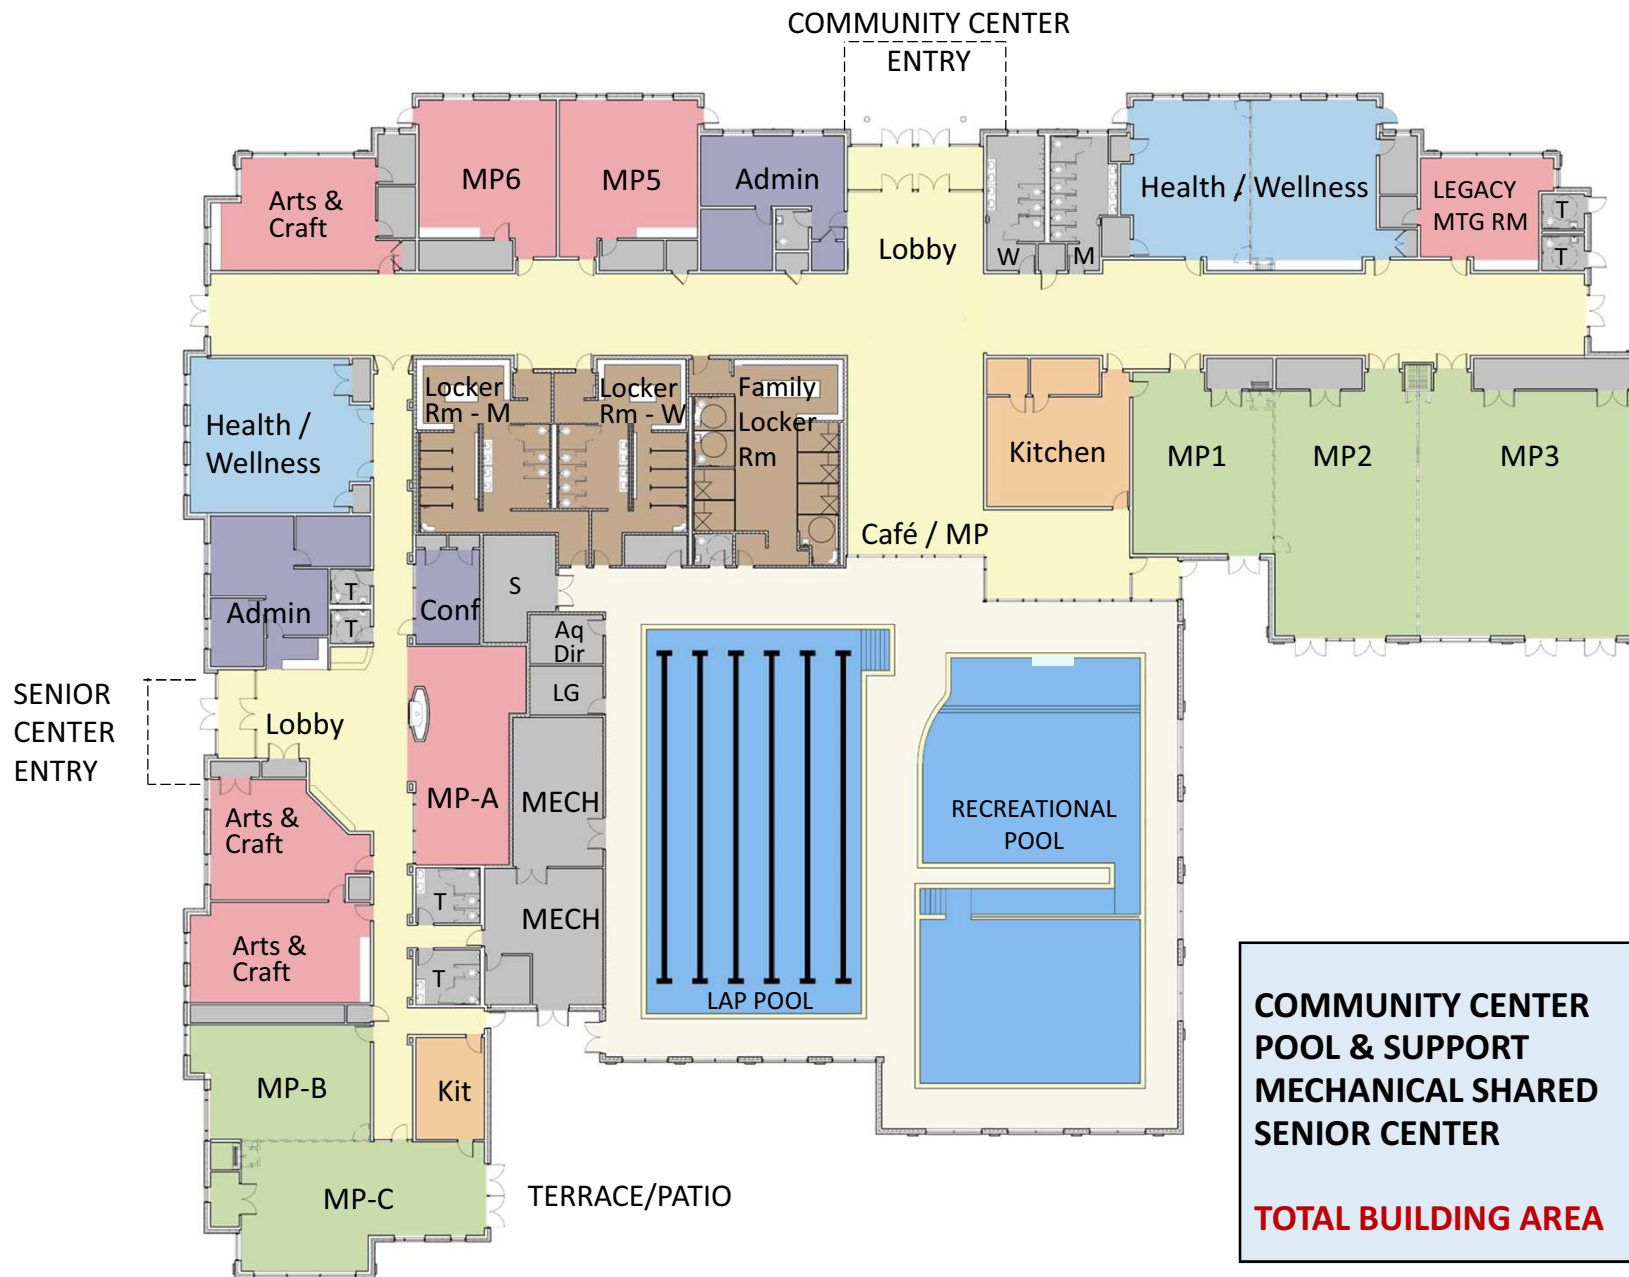 COMMUNITY CENTER
ENTRY
MP6
MP5
Admin
Arts &
Craft
Lobby
W
M
Health / Wellness
LEGACY
MTG RM
T
T
Health /
Wellness
Locker
Rm - M
Locker
Rm - W
Family
Locker
Rm
Kitchen
MP1
MP2
MP3
Café / MP
Admin
T
T
Conf
S
Aq
Dir
LG
SENIOR
CENTER
ENTRY
Lobby
MP-A
MECH
Arts &
Craft
RECREATIONAL
POOL
T
MECH
Arts &
Craft
T
LAP POOL
MP-B
Kit
MP-C
TERRACE/PATIO
COMMUNITY CENTER
POOL & SUPPORT
MECHANICAL SHARED
SENIOR CENTER
TOTAL BUILDING AREA